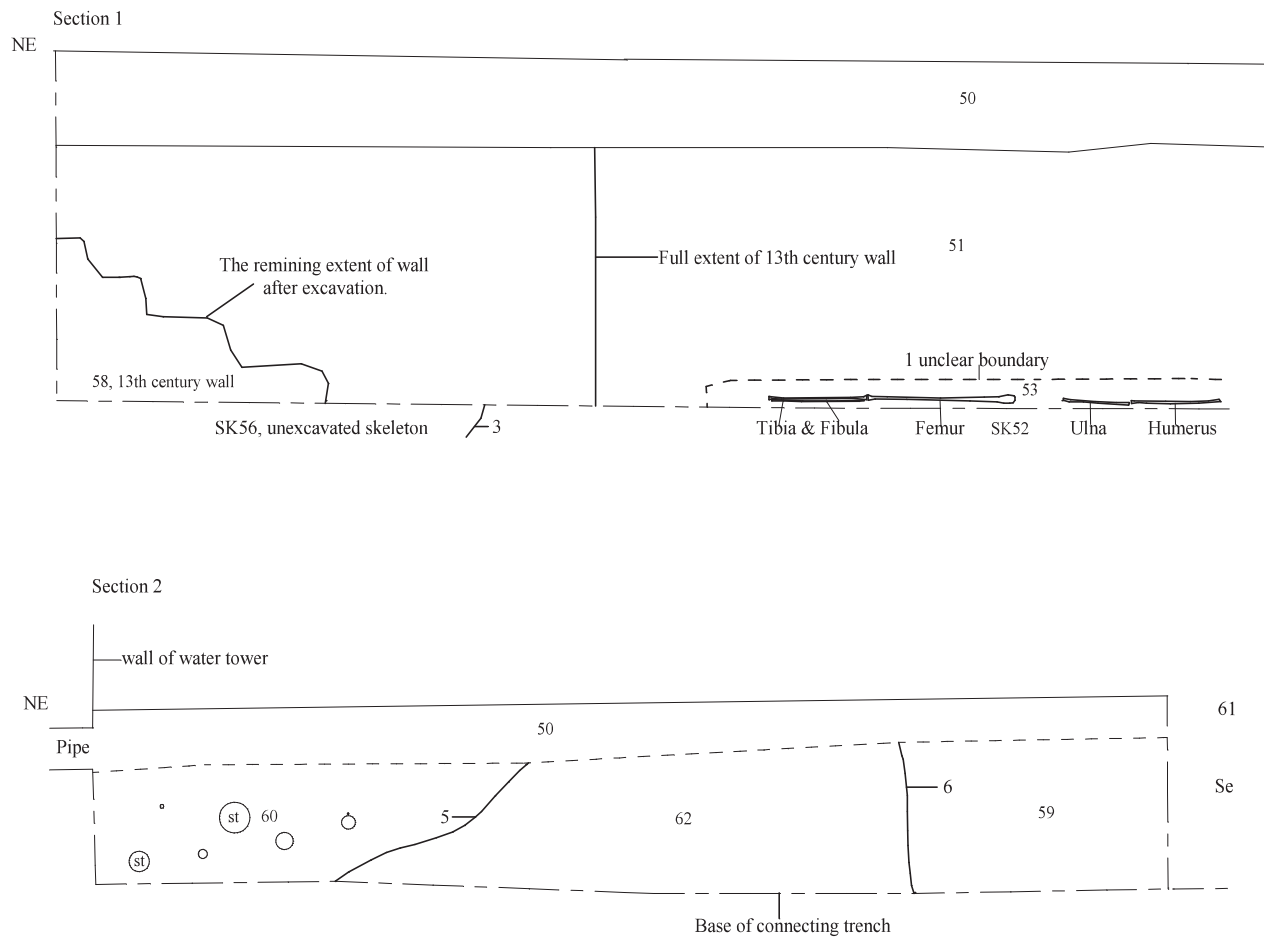 Section 1
NE
50
51
The remining extent of wall
after excavation.
Full extent of 13th century wall
1 unclear boundary
58, 13th century wall
53
SK56, unexcavated skeleton
3
Tibia & Fibula
Femur
SK52
Ulna
Humerus
Section 2
wall of water tower
NE
61
50
Pipe
Se
6
5
60
st
62
59
st
Base of connecting trench